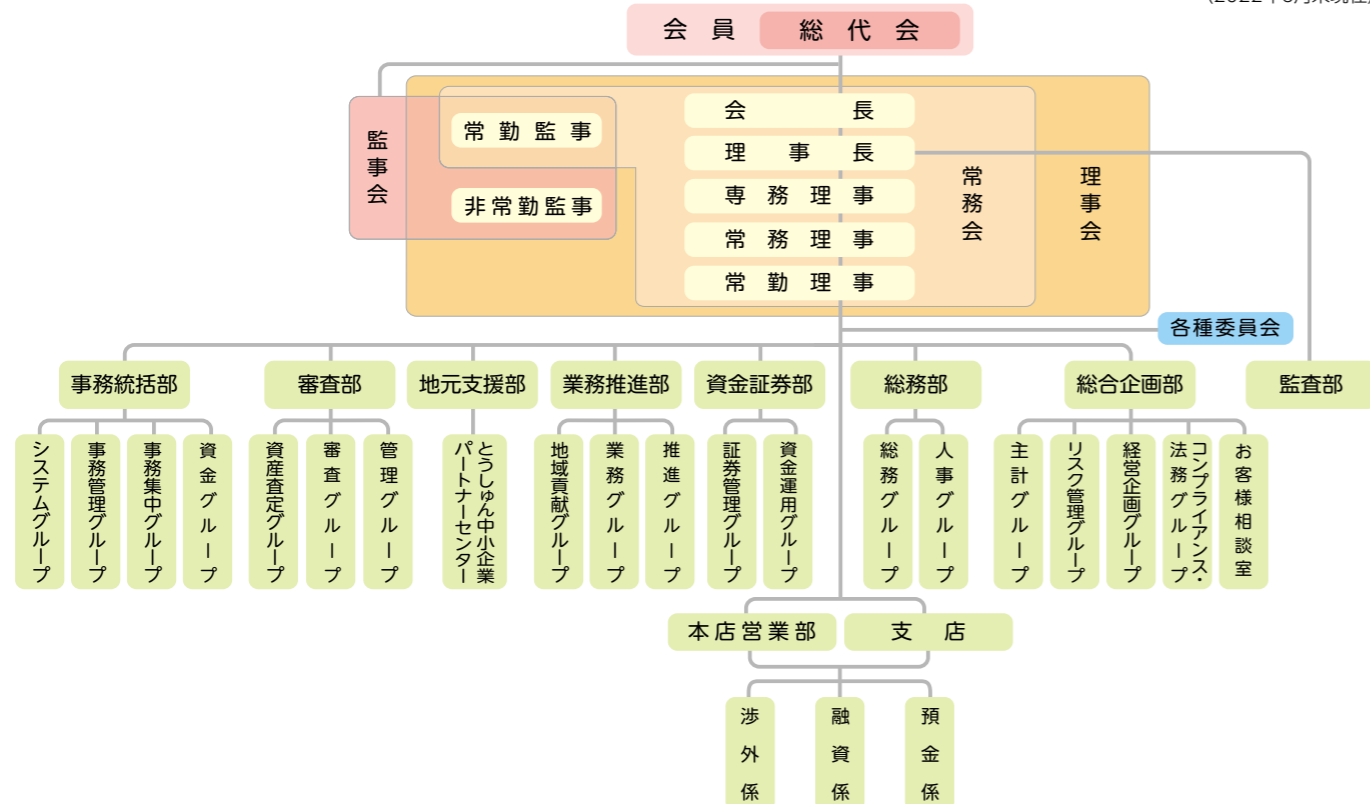 (2022年3月末現在)
会員 総代会
監事会
常勤監事
非常勤監事
会長
理事長
専務理事
常務理事
常勤理事
常務会
理事会
各種委員会
事務統括部
審査部
地元支援部
業務推進部
資金証券部
総務部
総合企画部
監査部
システムグループ
事務管理グループ
事務集中グループ
資金グループ
資産査定グループ
審査グループ
管理グループ
とうしゅん中小企業
パートナーセンター
地域貢献グループ
業務グループ
推進グループ
証券管理グループ
資金運用グループ
総務グループ
人事グループ
主計グループ
リスク管理グループ
経営企画グループ
コンプライアンス・
法務グループ
お客様相談室
本店営業部
支店
渉外係
融資係
預金係